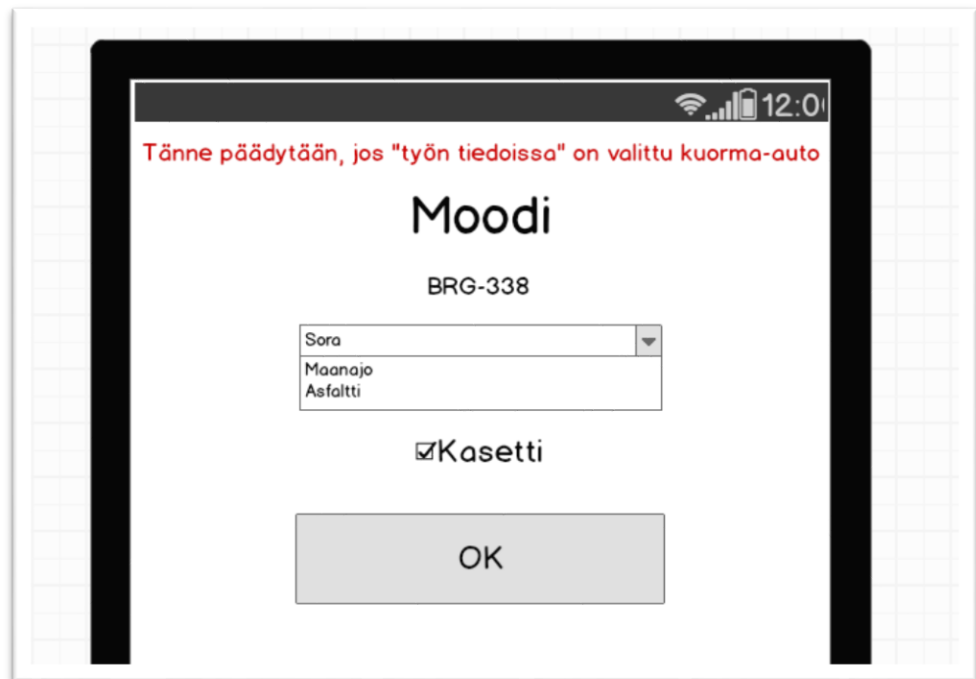 12:0
Tänne päädytään, jos "työn tiedoissa" on valittu kuorma-auto
Moodi
BRG-338
Sora
Maanajo
Asfaltti
Kasetti
OK